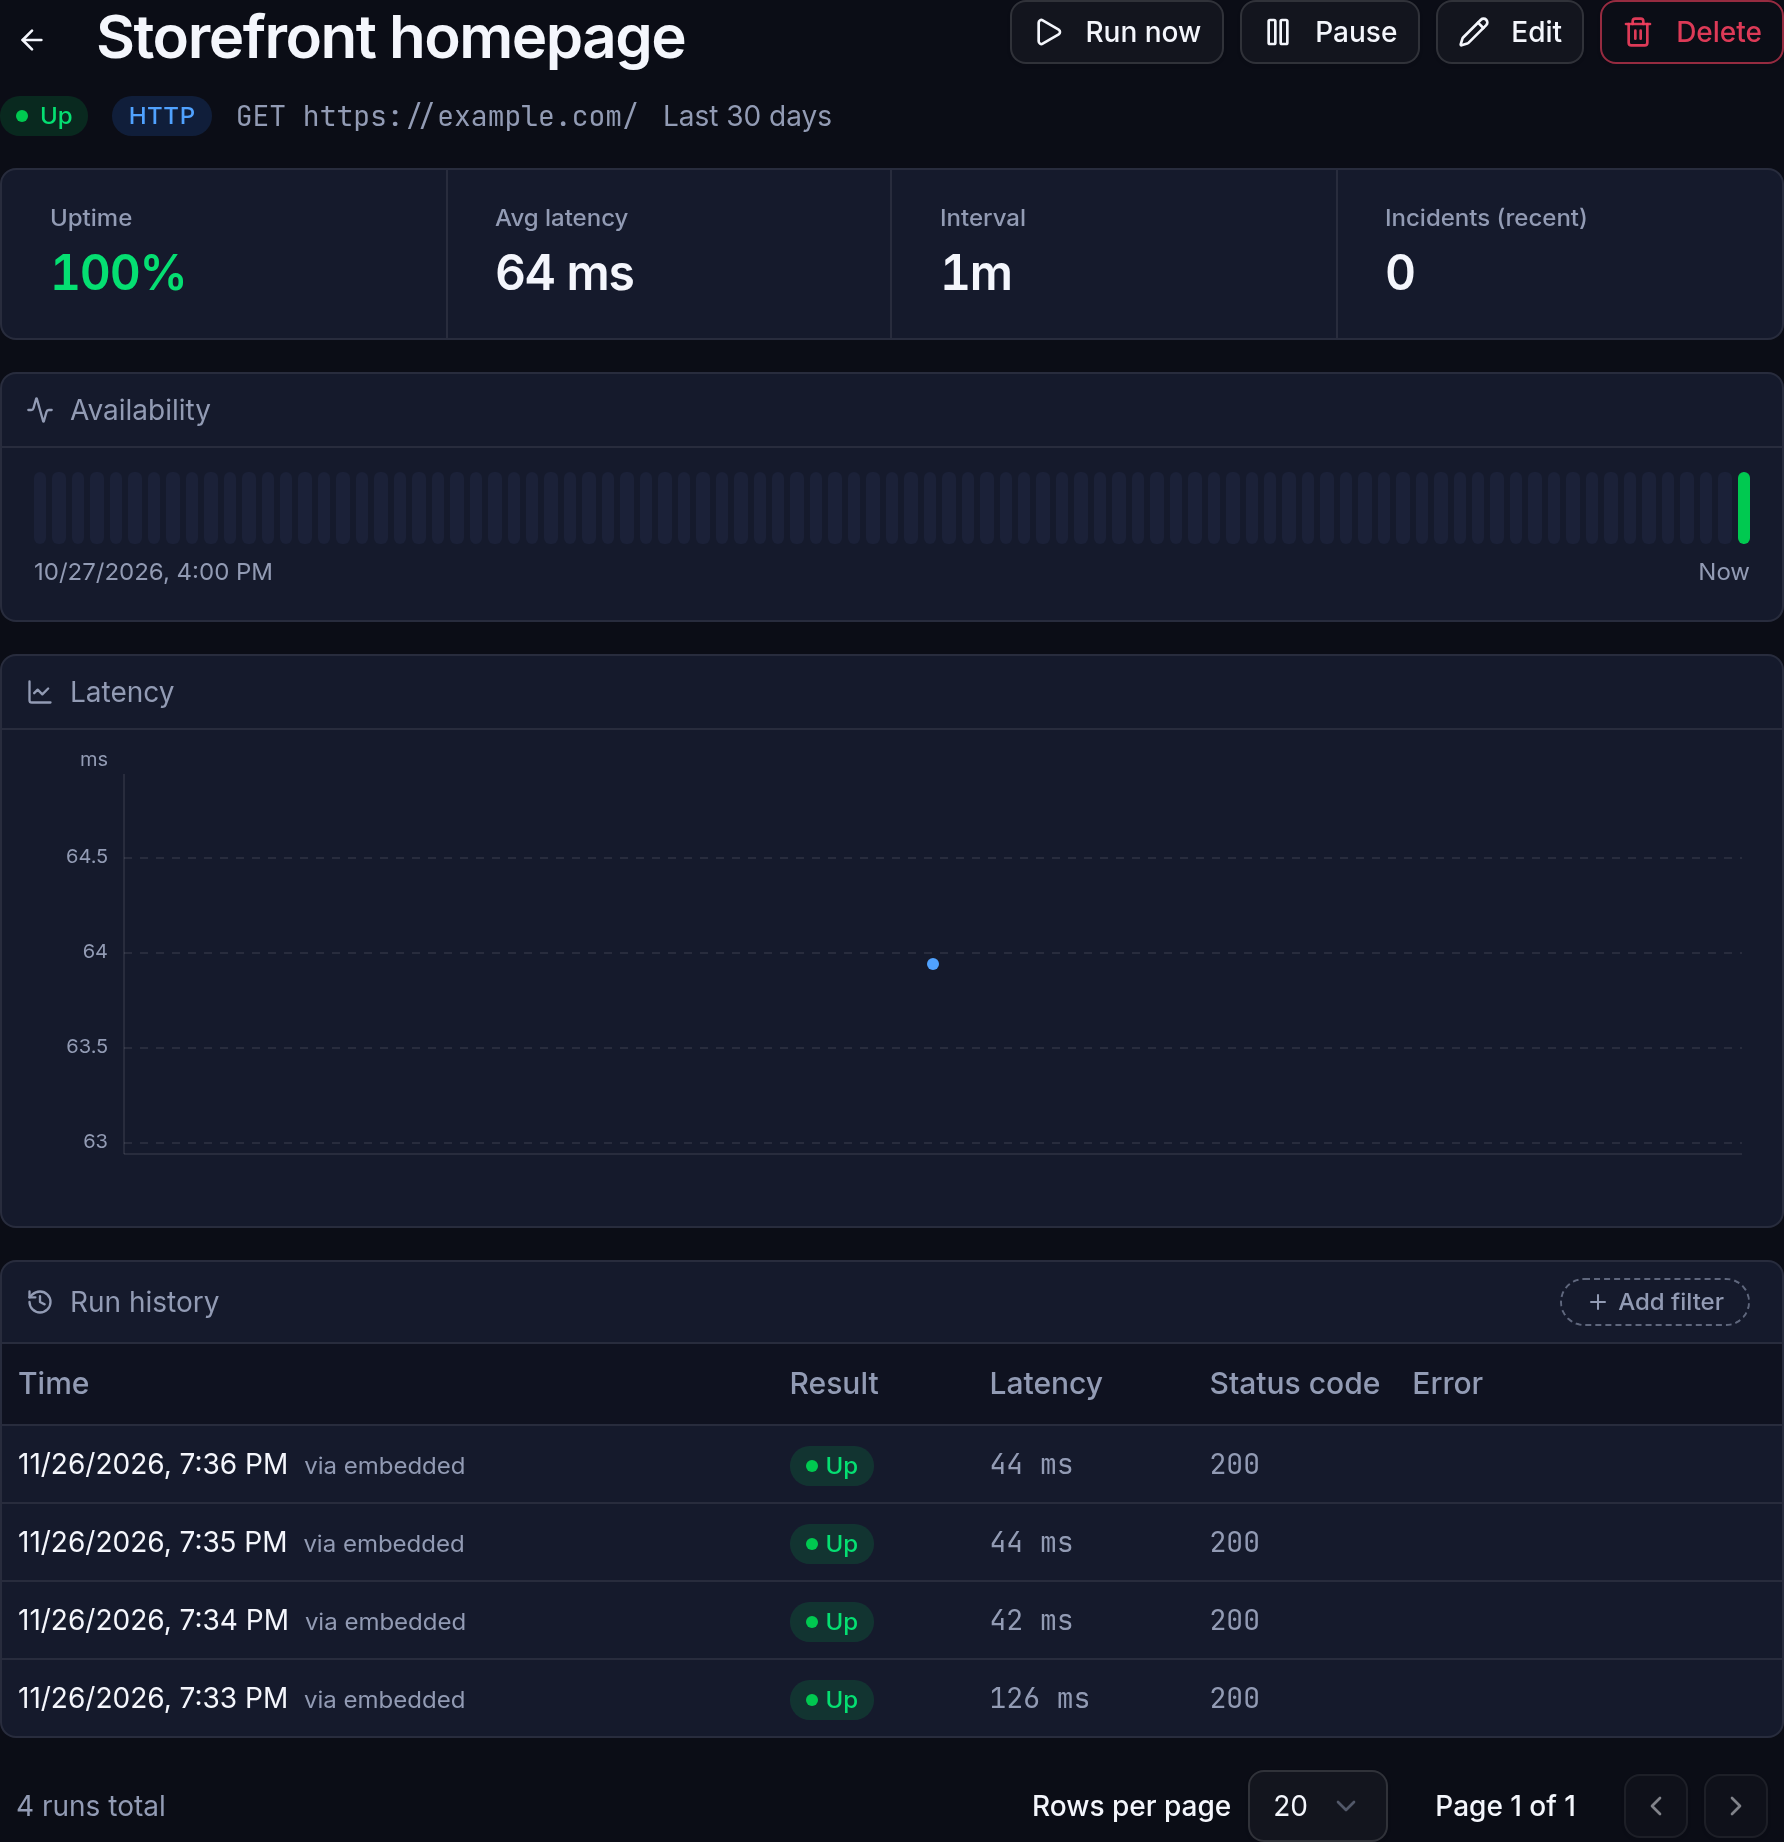 Storefront homepage
Run now
Pause
Edit
Delete
Up HTTP GET https://example.com/ Last 30 days
Uptime
100%
Avg latency
64 ms
Interval
1m
Incidents (recent)
0
Availability
10/27/2026, 4:00 PM
Now
Latency
ms
64.5
64
63.5
63
Run history
Add filter
Time Result Latency Status code Error
11/26/2026, 7:36 PM via embedded Up 44 ms 200
11/26/2026, 7:35 PM via embedded Up 44 ms 200
11/26/2026, 7:34 PM via embedded Up 42 ms 200
11/26/2026, 7:33 PM via embedded Up 126 ms 200
4 runs total
Rows per page 20
Page 1 of 1